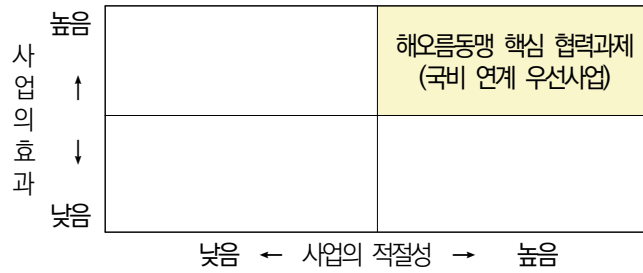 높음
해오름동맹 핵심 협력과제
(국비 연계 우선사업)
사업의효과
↑
↓
낮음
낮음 ← 사업의 적절성 → 높음